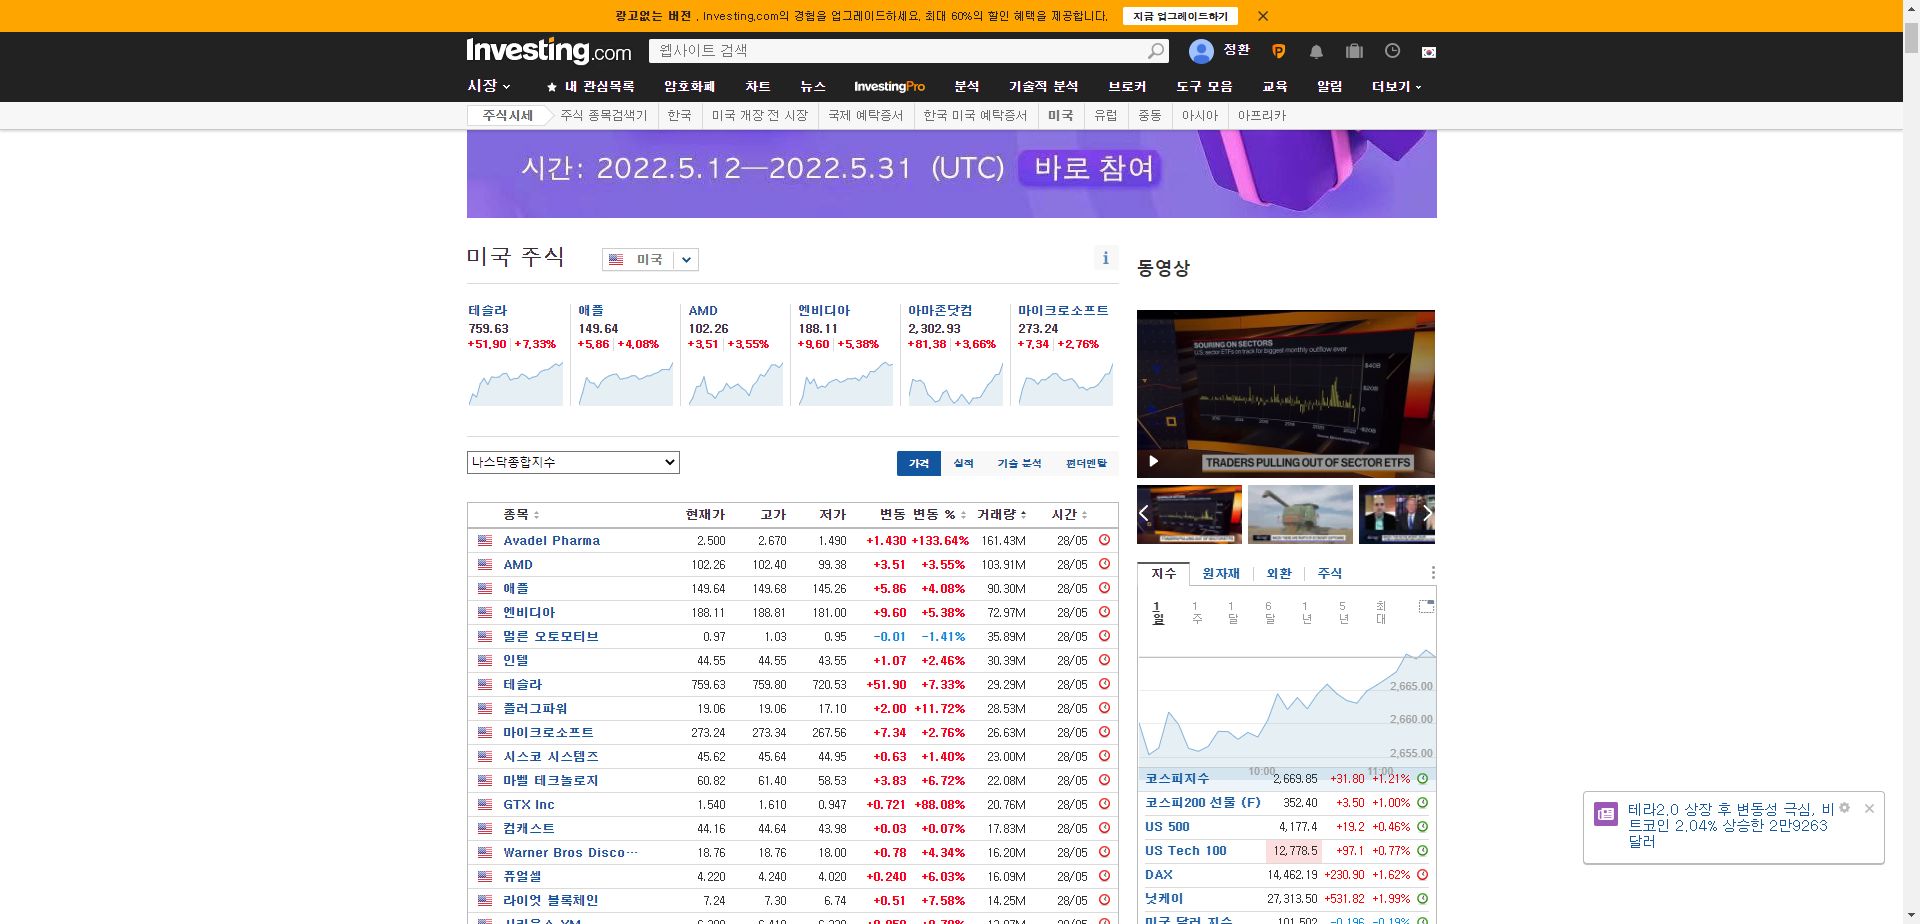 광고없는 버전 . Investing.com의 경험을 업그레이드하세요. 최대 60%의 할인 혜택을 제공합니다. 지금 업그레이드하기
Investing.com 웹사이트 검색 정환
시장 내 관심목록 암호화폐 차트 뉴스 InvestingPro 분석 기술적 분석 브로커 도구 모음 교육 알림 더보기
주식시세 주식 종목검색기 한국 미국 개장 전 시장 국제 예탁증서 한국 미국 예탁증서 미국 유럽 중동 아시아 아프리카
시간: 2022.5.12—2022.5.31 (UTC) 바로 참여
미국 주식 미국 i
테슬라 애플 AMD 엔비디아 아마존닷컴 마이크로소프트
759.63 149.64 102.26 188.11 2,302.93 273.24
+51.90 +7.33% +5.86 +4.08% +3.51 +3.55% +9.60 +5.38% +81.38 +3.66% +7.34 +2.76%
나스닥종합지수 가격 실적 기술 분석 펀더멘탈
종목 현재가 고가 저가 변동 변동 % 거래량 시간
Avadel Pharma 2.500 2.670 1.490 +1.430 +133.64% 161.43M 28/05
AMD 102.26 102.40 99.38 +3.51 +3.55% 103.91M 28/05
애플 149.64 149.68 145.26 +5.86 +4.08% 90.30M 28/05
엔비디아 188.11 188.81 181.00 +9.60 +5.38% 72.97M 28/05
멀른 오토모티브 0.97 1.03 0.95 -0.01 -1.41% 35.89M 28/05
인텔 44.55 44.55 43.55 +1.07 +2.46% 30.39M 28/05
테슬라 759.63 759.80 720.53 +51.90 +7.33% 29.29M 28/05
플러그파워 19.06 19.06 17.10 +2.00 +11.72% 28.53M 28/05
마이크로소프트 273.24 273.34 267.56 +7.34 +2.76% 26.63M 28/05
시스코 시스템즈 45.62 45.64 44.95 +0.63 +1.40% 23.00M 28/05
마벨 테크놀로지 60.82 61.40 58.53 +3.83 +6.72% 22.08M 28/05
GTX Inc 1.540 1.610 0.947 +0.721 +88.08% 20.76M 28/05
컴캐스트 44.16 44.64 43.98 +0.03 +0.07% 17.83M 28/05
Warner Bros Disco... 18.76 18.76 18.00 +0.78 +4.34% 16.20M 28/05
퓨얼셀 4.220 4.240 4.020 +0.240 +6.03% 16.09M 28/05
라이엇 블록체인 7.24 7.30 6.74 +0.51 +7.58% 14.25M 28/05
동영상
SOURING ON SECTORS
U.S. sector ETFs on track for biggest monthly outflow ever
$40B
$20B
0
-$20B
TRADERS PULLING OUT OF SECTOR ETFS
지수 원자재 외환 주식
1일 1주 1달 6달 1년 5년 최대
2,665.00
2,660.00
2,655.00
10:00 11:00
코스피지수 2,669.85 +31.80 +1.21%
코스피200 선물 (F) 352.40 +3.50 +1.00%
US 500 4,177.4 +19.2 +0.46%
US Tech 100 12,778.5 +97.1 +0.77%
DAX 14,462.19 +230.90 +1.62%
닛케이 27,313.50 +531.82 +1.99%
미국 달러 지수 101.502 -0.196 -0.19%
테라2.0 상장 후 변동성 극심, 비
트코인 2.04% 상승한 2만9263
달러